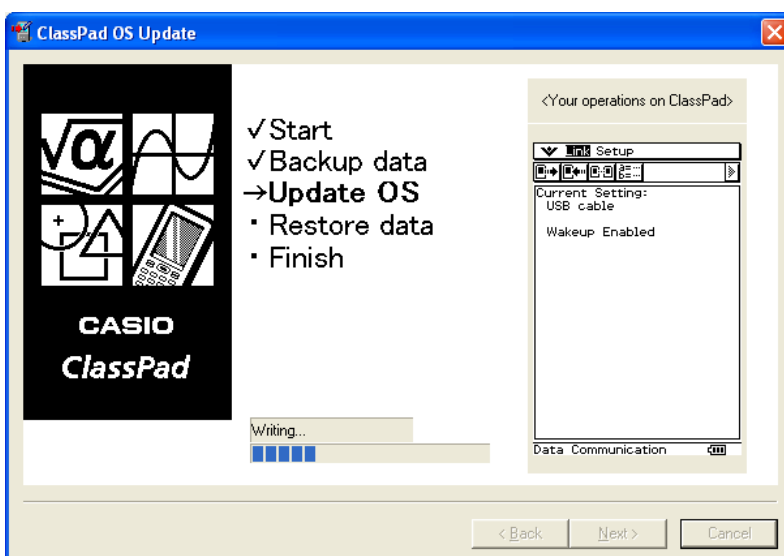 ClassPad OS Update
√α
CASIO
ClassPad
√Start
√Backup data
→Update OS
・Restore data
・Finish
Writing...
<Your operations on ClassPad>
Link Setup
Current Setting:
USB cable
Wakeup Enabled
Data Communication
< Back
Next >
Cancel